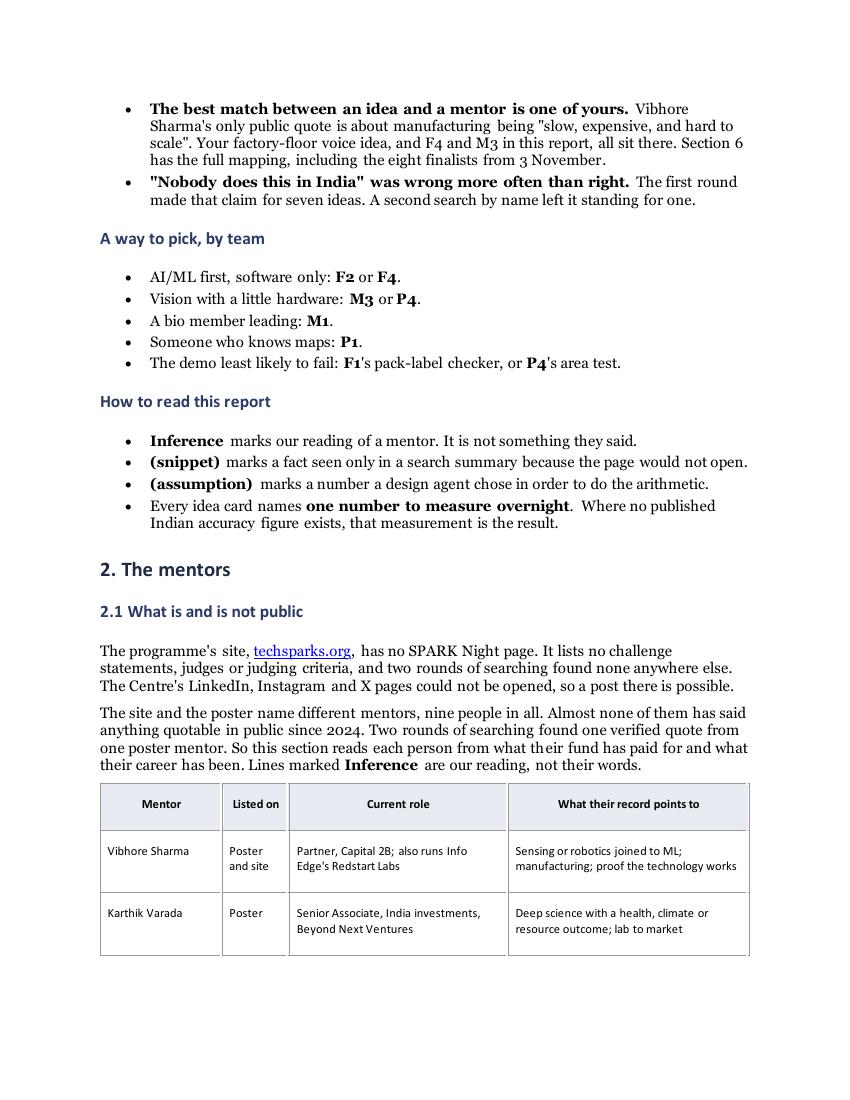 • The best match between an idea and a mentor is one of yours. Vibhore
Sharma's only public quote is about manufacturing being "slow, expensive, and hard to
scale". Your factory-floor voice idea, and F4 and M3 in this report, all sit there. Section 6
has the full mapping, including the eight finalists from 3 November.
• "Nobody does this in India" was wrong more often than right. The first round
made that claim for seven ideas. A second search by name left it standing for one.
A way to pick, by team
• AI/ML first, software only: F2 or F4.
• Vision with a little hardware: M3 or P4.
• A bio member leading: M1.
• Someone who knows maps: P1.
• The demo least likely to fail: F1's pack-label checker, or P4's area test.
How to read this report
• Inference marks our reading of a mentor. It is not something they said.
• (snippet) marks a fact seen only in a search summary because the page would not open.
• (assumption) marks a number a design agent chose in order to do the arithmetic.
• Every idea card names one number to measure overnight. Where no published
Indian accuracy figure exists, that measurement is the result.
2. The mentors
2.1 What is and is not public
The programme's site, techsparks.org, has no SPARK Night page. It lists no challenge
statements, judges or judging criteria, and two rounds of searching found none anywhere else.
The Centre's LinkedIn, Instagram and X pages could not be opened, so a post there is possible.
The site and the poster name different mentors, nine people in all. Almost none of them has said
anything quotable in public since 2024. Two rounds of searching found one verified quote from
one poster mentor. So this section reads each person from what their fund has paid for and what
their career has been. Lines marked Inference are our reading, not their words.
Mentor Listed on Current role What their record points to
Vibhore Sharma Poster Partner, Capital 2B; also runs Info Sensing or robotics joined to ML;
and site Edge's Redstart Labs manufacturing; proof the technology works
Karthik Varada Poster Senior Associate, India investments, Deep science with a health, climate or
Beyond Next Ventures resource outcome; lab to market